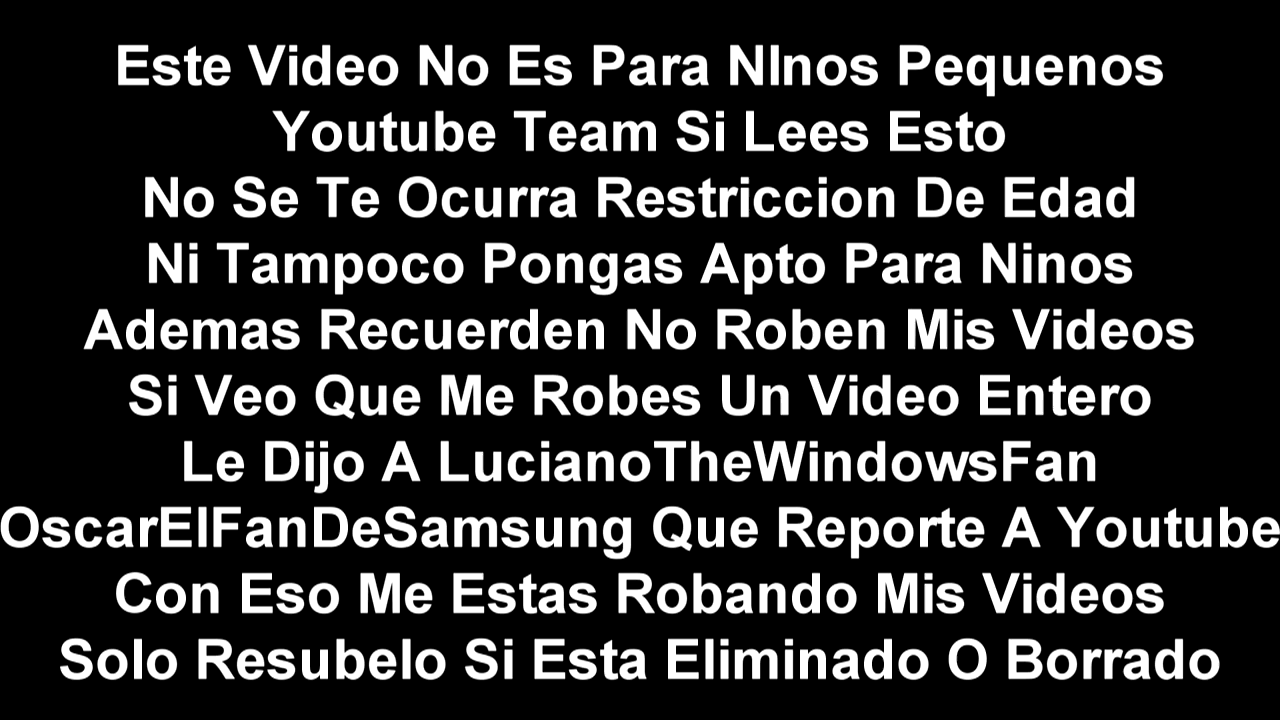 Este Video No Es Para NInos Pequenos
Youtube Team Si Lees Esto
No Se Te Ocurra Restriccion De Edad
Ni Tampoco Pongas Apto Para Ninos
Ademas Recuerden No Roben Mis Videos
Si Veo Que Me Robes Un Video Entero
Le Dijo A LucianoTheWindowsFan
OscarElFanDeSamsung Que Reporte A Youtube
Con Eso Me Estas Robando Mis Videos
Solo Resubelo Si Esta Eliminado O Borrado